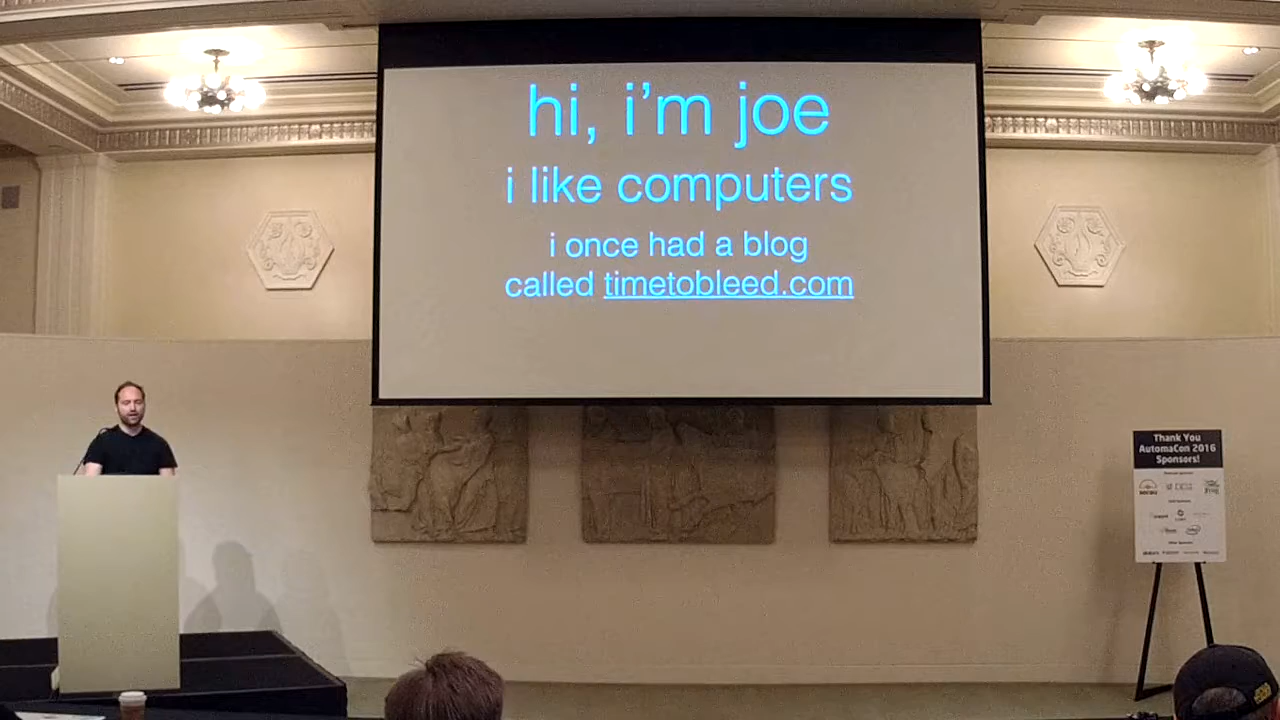 hi, i'm joe
i like computers
i once had a blog
called timetobleed.com
Thank You
AutomaCon 2016
Sponsors!